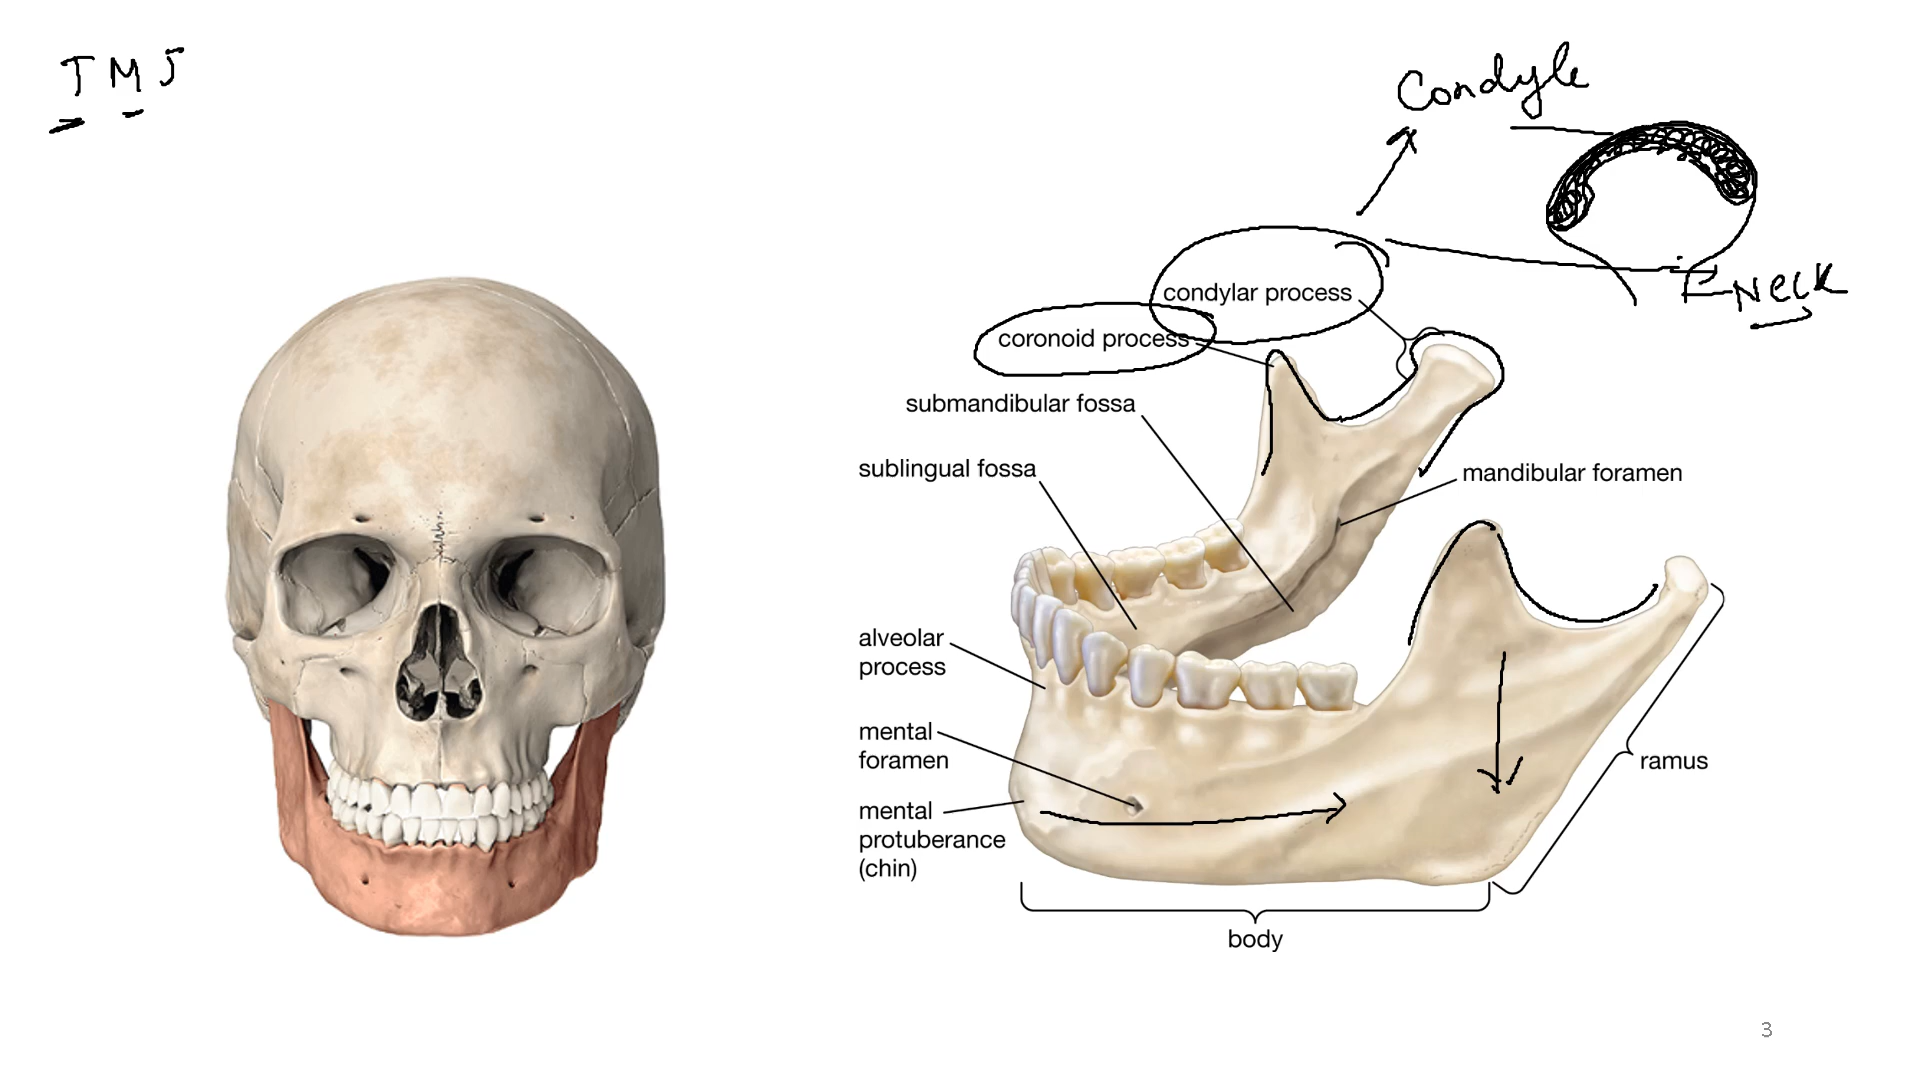 TMJ
Condyle
Neck
condylar process
coronoid process
submandibular fossa
sublingual fossa
mandibular foramen
alveolar
process
mental
foramen
ramus
mental
protuberance
(chin)
body
3